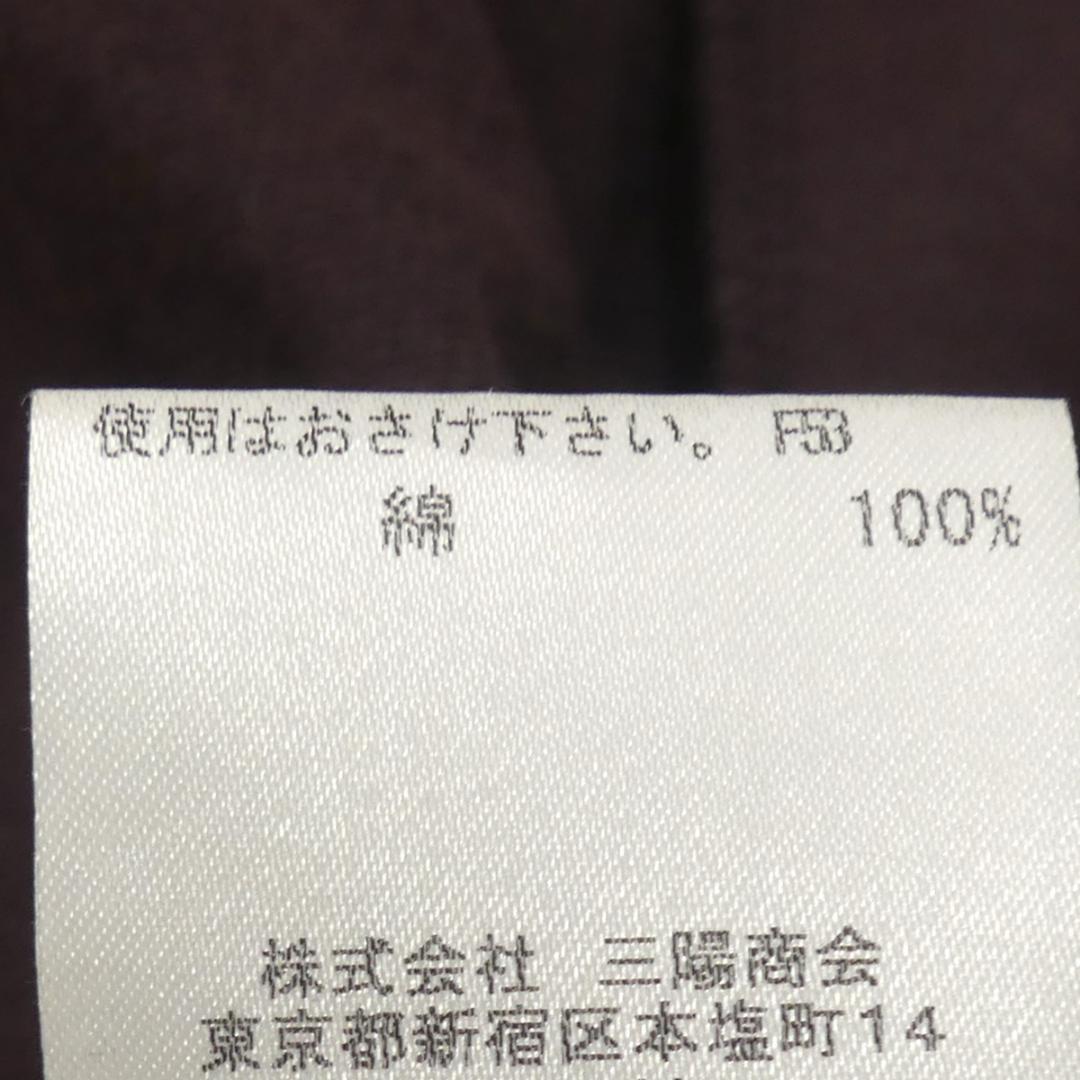 使用はおさけ下さい。 F53
綿 100%
株式会社 三陽商会
東京都新宿区本塩町14